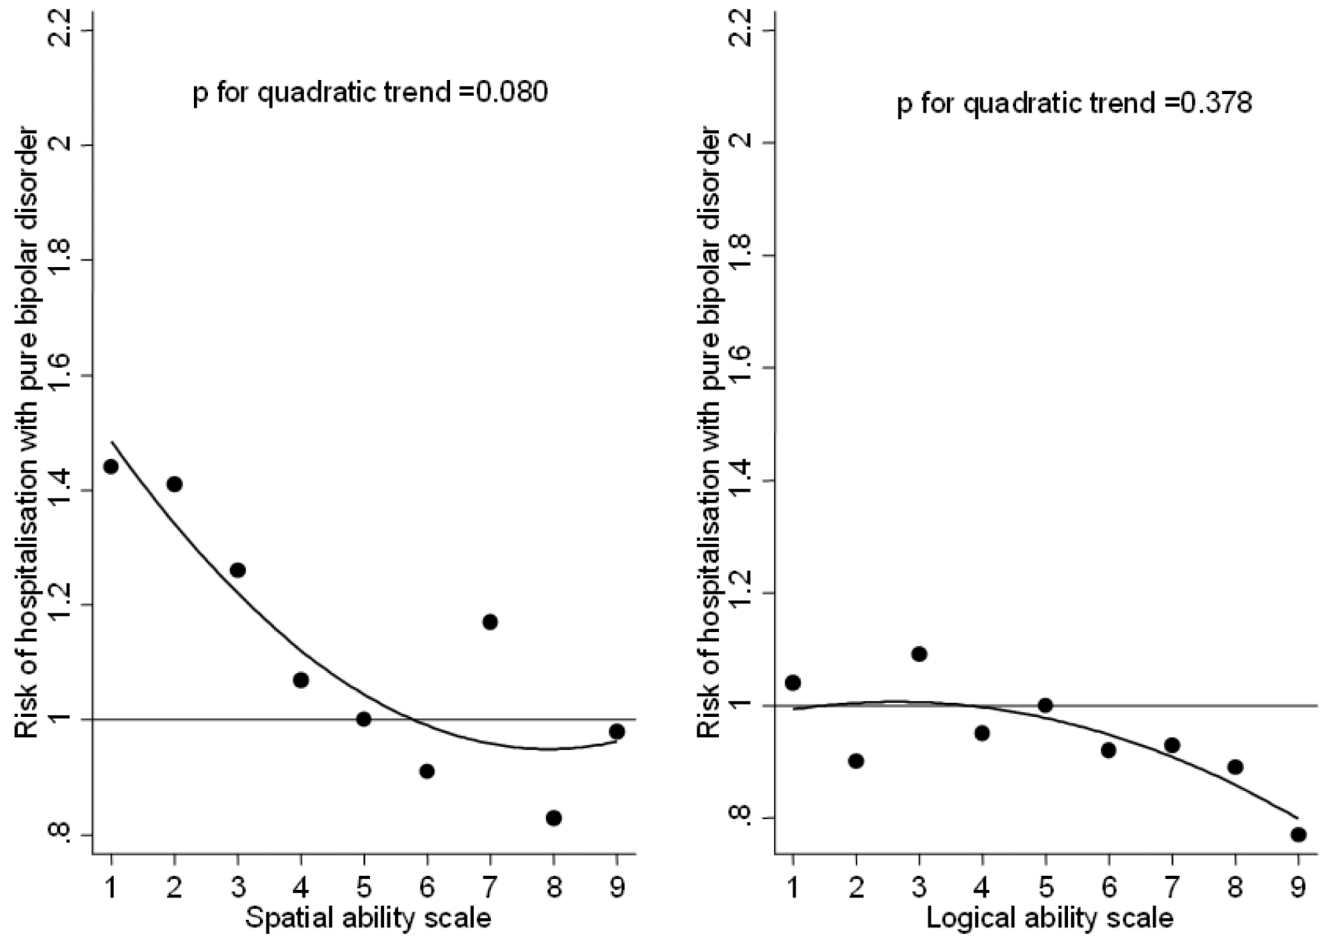 p for quadratic trend =0.080
Risk of hospitalisation with pure bipolar disorder
2.2
2
1.8
1.6
1.4
1.2
1
.8
1 2 3 4 5 6 7 8 9
Spatial ability scale
p for quadratic trend =0.378
Risk of hospitalisation with pure bipolar disorder
2.2
2
1.8
1.6
1.4
1.2
1
.8
1 2 3 4 5 6 7 8 9
Logical ability scale